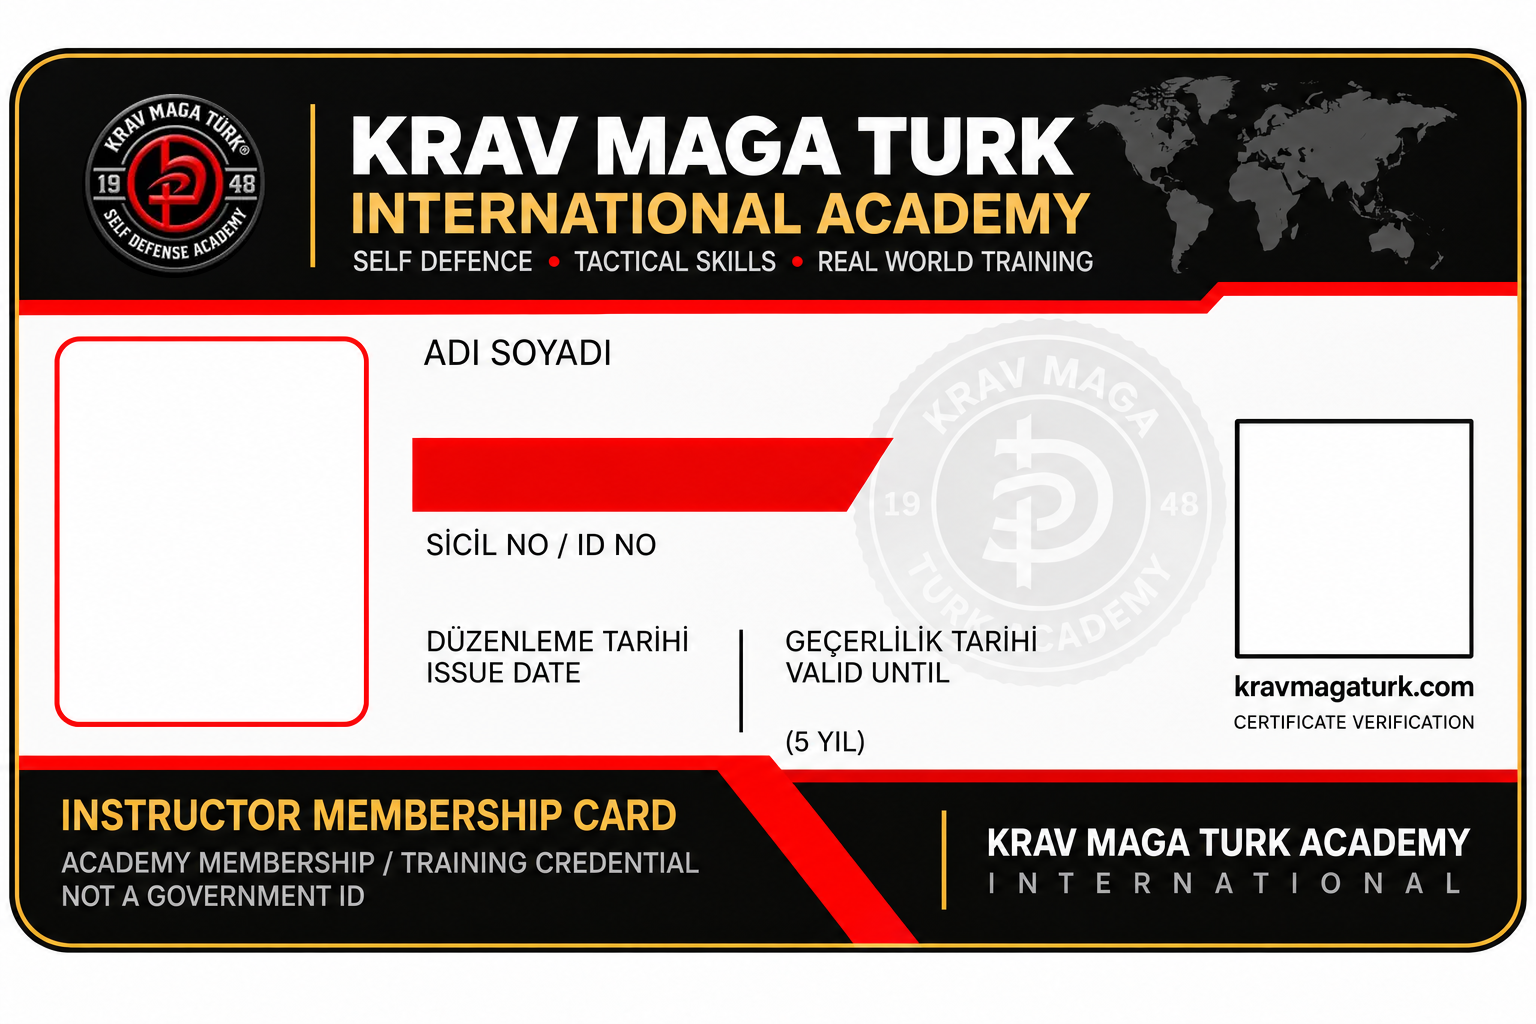 KRAV MAGA TÜRK®
19 48
SELF DEFENSE ACADEMY
KRAV MAGA TURK
INTERNATIONAL ACADEMY
SELF DEFENCE • TACTICAL SKILLS • REAL WORLD TRAINING
ADI SOYADI
KRAV MAGA
19 48
TURK ACADEMY
SİCİL NO / ID NO
DÜZENLEME TARİHİ
ISSUE DATE
GEÇERLİLİK TARİHİ
VALID UNTIL
(5 YIL)
kravmagaturk.com
CERTIFICATE VERIFICATION
INSTRUCTOR MEMBERSHIP CARD
ACADEMY MEMBERSHIP / TRAINING CREDENTIAL
NOT A GOVERNMENT ID
KRAV MAGA TURK ACADEMY
INTERNATIONAL